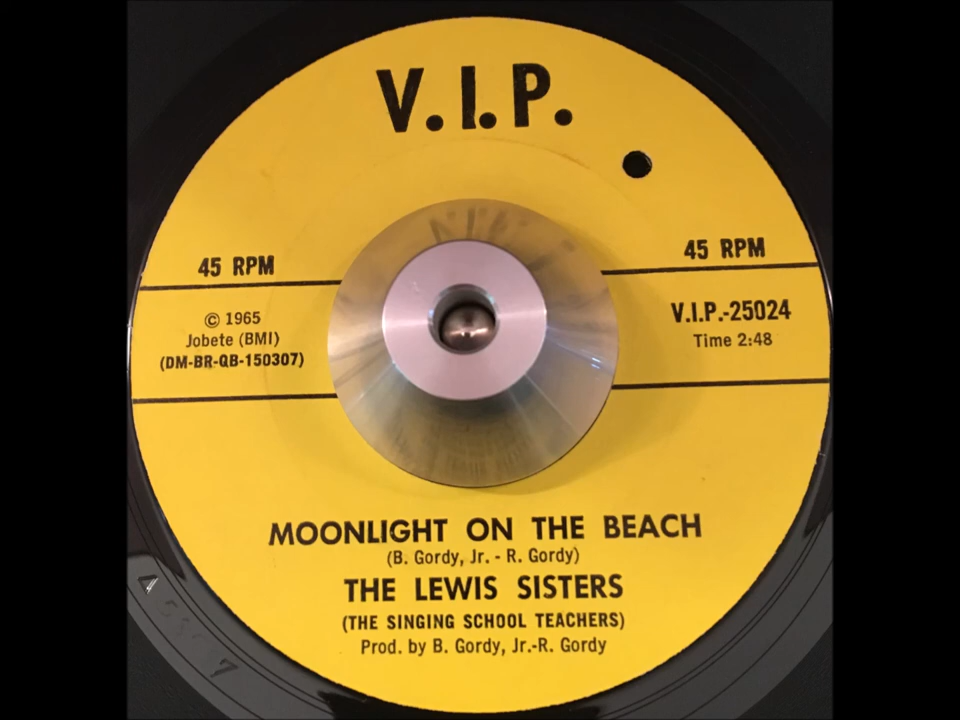 V.I.P.
45 RPM
45 RPM
© 1965
Jobete (BMI)
(DM-BR-QB-150307)
V.I.P.-25024
Time 2:48
MOONLIGHT ON THE BEACH
(B. Gordy, Jr. - R. Gordy)
THE LEWIS SISTERS
(THE SINGING SCHOOL TEACHERS)
Prod. by B. Gordy, Jr.-R. Gordy